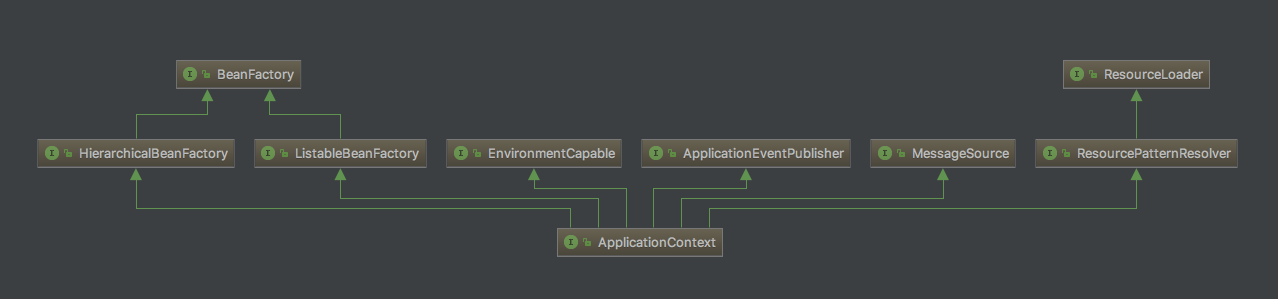 BeanFactory
ResourceLoader
HierarchicalBeanFactory
ListableBeanFactory
EnvironmentCapable
ApplicationEventPublisher
MessageSource
ResourcePatternResolver
ApplicationContext